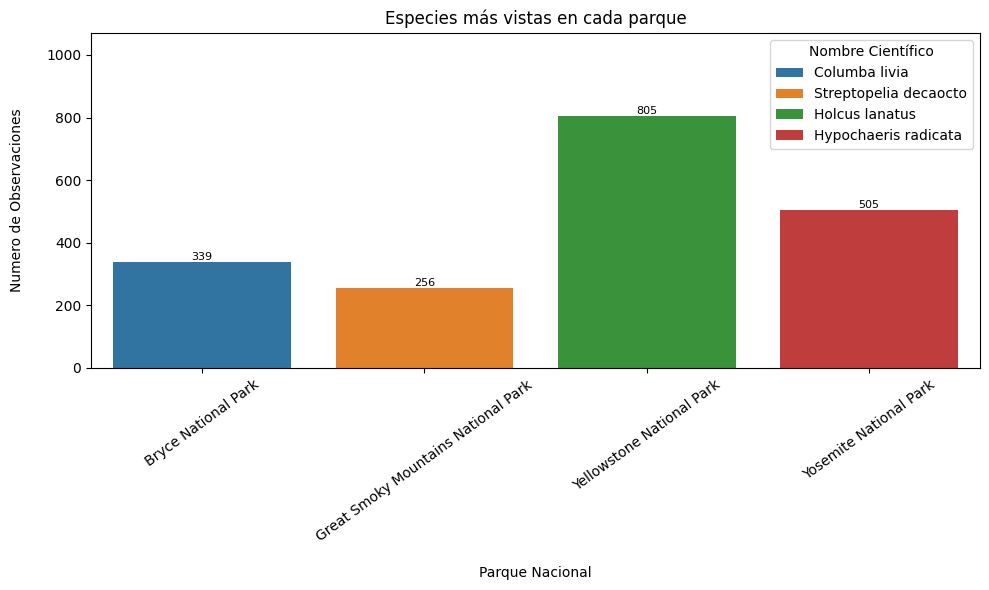 Especies más vistas en cada parque
Numero de Observaciones
1000
800
600
400
200
0
Nombre Científico
Columba livia
Streptopelia decaocto
Holcus lanatus
Hypochaeris radicata
339
256
805
505
Bryce National Park
Great Smoky Mountains National Park
Yellowstone National Park
Yosemite National Park
Parque Nacional